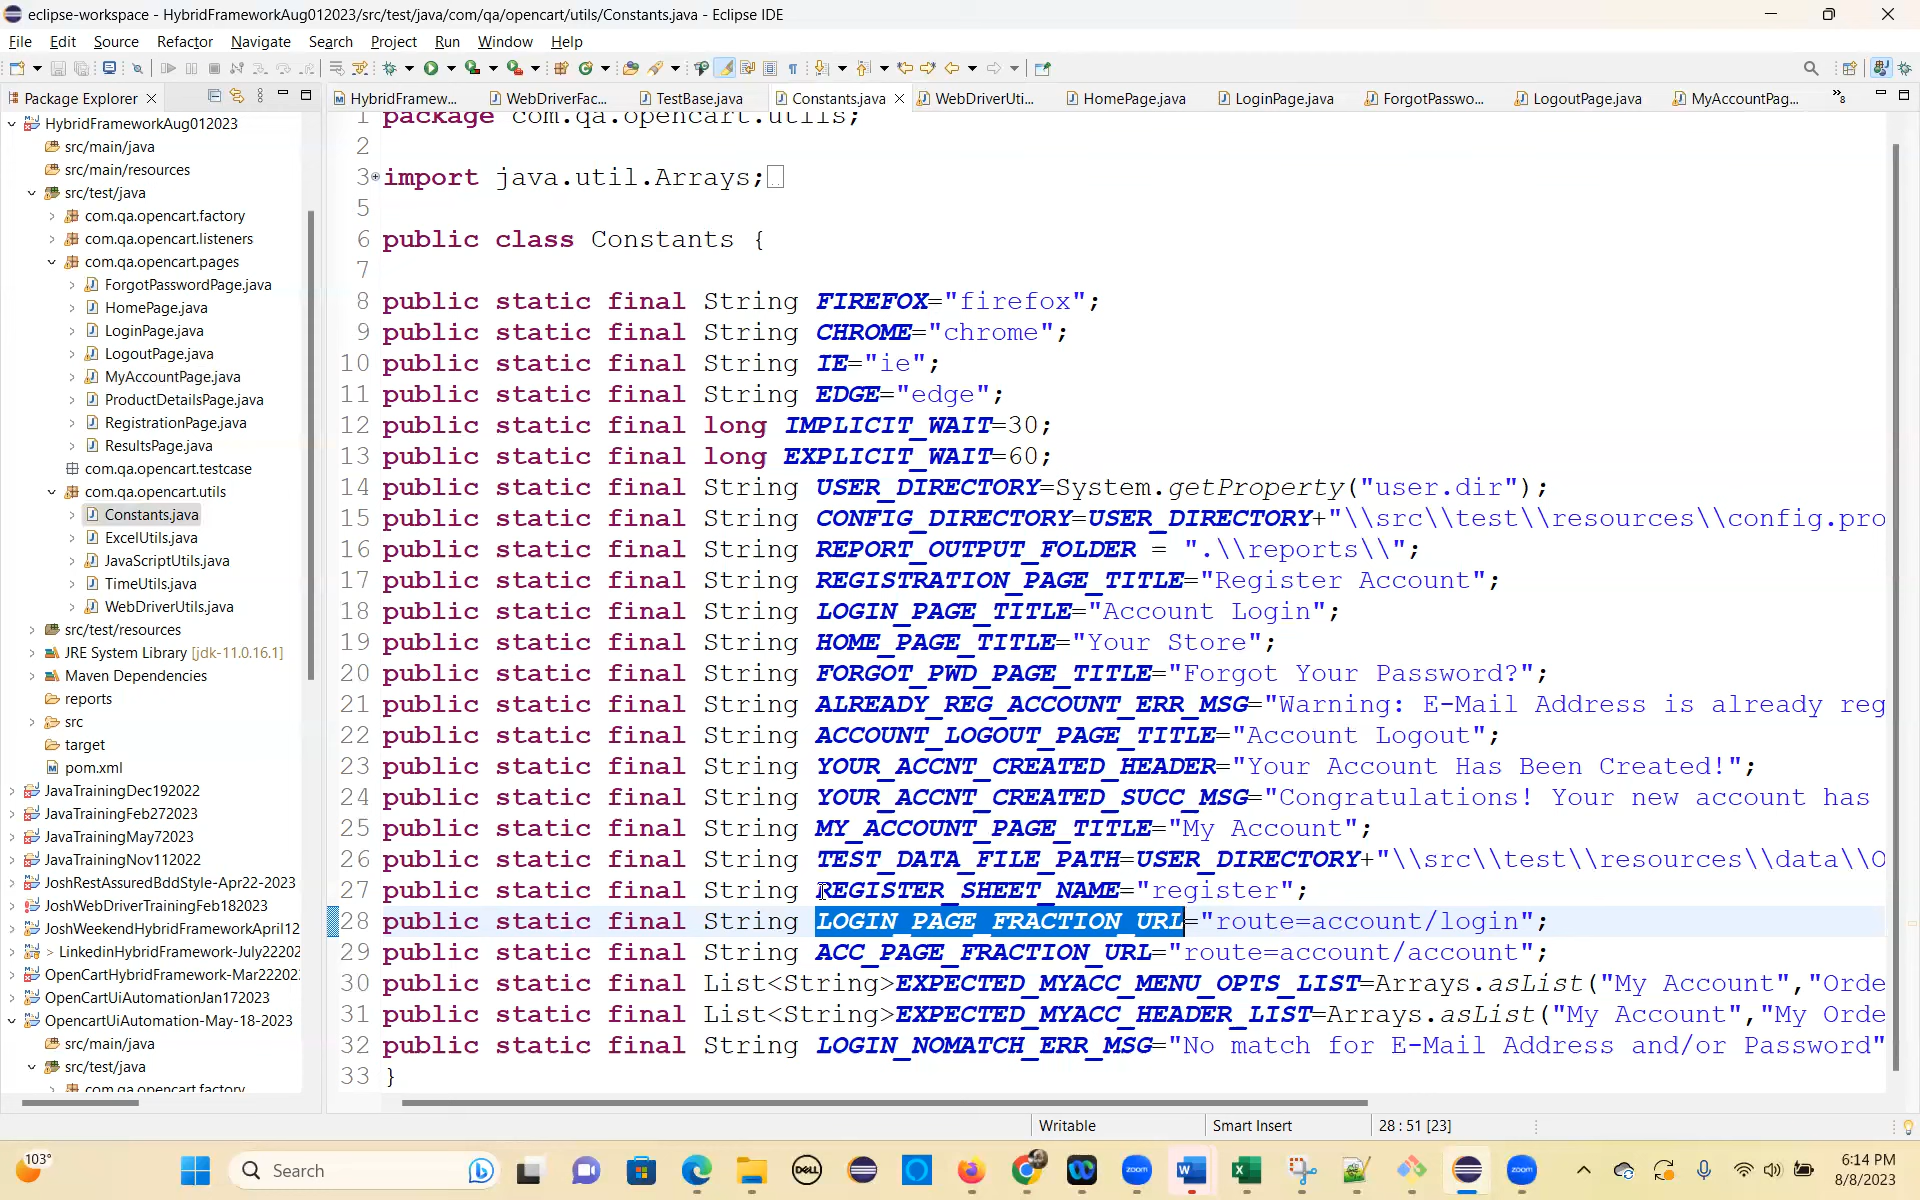 eclipse-workspace - HybridFrameworkAug012023/src/test/java/com/qa/opencart/utils/Constants.java - Eclipse IDE
File Edit Source Refactor Navigate Search Project Run Window Help
Package Explorer
HybridFramew... WebDriverFac... TestBase.java Constants.java WebDriverUti... HomePage.java LoginPage.java ForgotPasswo... LogoutPage.java MyAccountPag... »8
HybridFrameworkAug012023
src/main/java
src/main/resources
src/test/java
com.qa.opencart.factory
com.qa.opencart.listeners
com.qa.opencart.pages
ForgotPasswordPage.java
HomePage.java
LoginPage.java
LogoutPage.java
MyAccountPage.java
ProductDetailsPage.java
RegistrationPage.java
ResultsPage.java
com.qa.opencart.testcase
com.qa.opencart.utils
Constants.java
ExcelUtils.java
JavaScriptUtils.java
TimeUtils.java
WebDriverUtils.java
src/test/resources
JRE System Library [jdk-11.0.16.1]
Maven Dependencies
reports
src
target
pom.xml
JavaTrainingDec192022
JavaTrainingFeb272023
JavaTrainingMay72023
JavaTrainingNov112022
JoshRestAssuredBddStyle-Apr22-2023
JoshWebDriverTrainingFeb182023
JoshWeekendHybridFrameworkApril12
> LinkedinHybridFramework-July22202
OpenCartHybridFramework-Mar22202
OpenCartUiAutomationJan172023
OpencartUiAutomation-May-18-2023
src/main/java
src/test/java
com.qa.opencart.factory
1 package com.qa.opencart.utils;
2
3 import java.util.Arrays;
5
6 public class Constants {
7
8 public static final String FIREFOX="firefox";
9 public static final String CHROME="chrome";
10 public static final String IE="ie";
11 public static final String EDGE="edge";
12 public static final long IMPLICIT_WAIT=30;
13 public static final long EXPLICIT_WAIT=60;
14 public static final String USER_DIRECTORY=System.getProperty("user.dir");
15 public static final String CONFIG_DIRECTORY=USER_DIRECTORY+"\\src\\test\\resources\\config.pro
16 public static final String REPORT_OUTPUT_FOLDER = ".\\reports\\";
17 public static final String REGISTRATION_PAGE_TITLE="Register Account";
18 public static final String LOGIN_PAGE_TITLE="Account Login";
19 public static final String HOME_PAGE_TITLE="Your Store";
20 public static final String FORGOT_PWD_PAGE_TITLE="Forgot Your Password?";
21 public static final String ALREADY_REG_ACCOUNT_ERR_MSG="Warning: E-Mail Address is already reg
22 public static final String ACCOUNT_LOGOUT_PAGE_TITLE="Account Logout";
23 public static final String YOUR_ACCNT_CREATED_HEADER="Your Account Has Been Created!";
24 public static final String YOUR_ACCNT_CREATED_SUCC_MSG="Congratulations! Your new account has
25 public static final String MY_ACCOUNT_PAGE_TITLE="My Account";
26 public static final String TEST_DATA_FILE_PATH=USER_DIRECTORY+"\\src\\test\\resources\\data\\O
27 public static final String REGISTER_SHEET_NAME="register";
28 public static final String LOGIN_PAGE_FRACTION_URL="route=account/login";
29 public static final String ACC_PAGE_FRACTION_URL="route=account/account";
30 public static final List<String>EXPECTED_MYACC_MENU_OPTS_LIST=Arrays.asList("My Account","Orde
31 public static final List<String>EXPECTED_MYACC_HEADER_LIST=Arrays.asList("My Account","My Orde
32 public static final String LOGIN_NOMATCH_ERR_MSG="No match for E-Mail Address and/or Password"
33 }
Writable Smart Insert 28 : 51 [23]
103°
Search
DELL
zoom
zoom
6:14 PM
8/8/2023